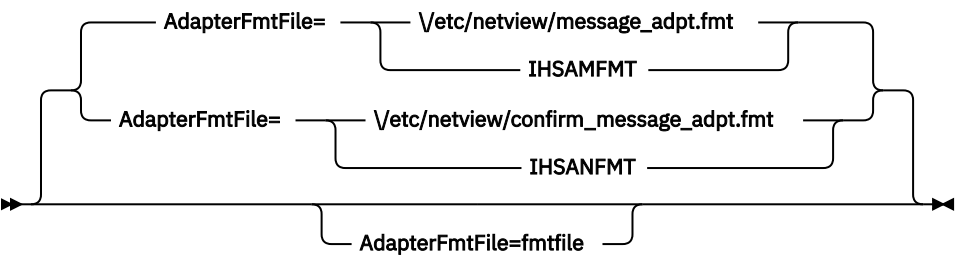 AdapterFmtFile= \/etc/netview/message_adpt.fmt
IHSAMFMT
AdapterFmtFile= \/etc/netview/confirm_message_adpt.fmt
IHSANFMT
AdapterFmtFile=fmtfile